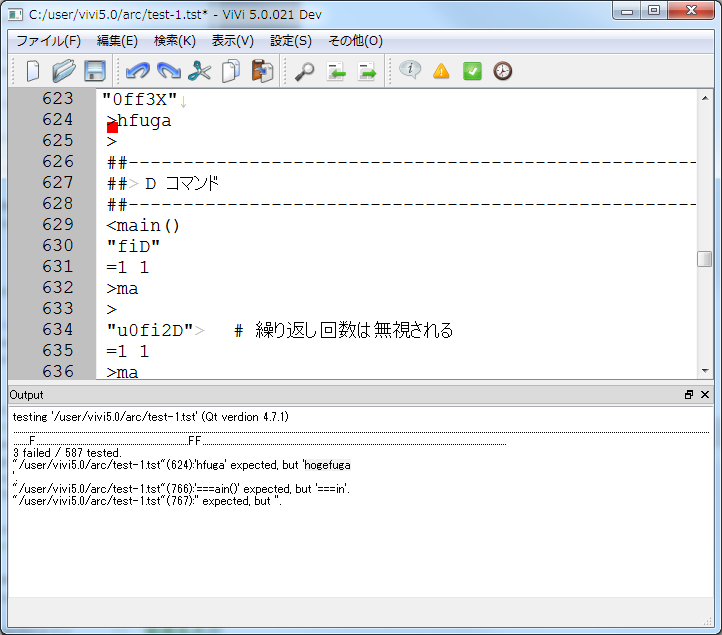 C:/user/vivi5.0/arc/test-1.tst* - ViVi 5.0.021 Dev
ファイル(F) 編集(E) 検索(K) 表示(V) 設定(S) その他(O)
623 "0ff3X"↓
624 >hfuga
625 >
626 ##----------------------------------------------------
627 ##> D コマンド
628 ##----------------------------------------------------
629 <main()
630 "fiD"
631 =1 1
632 >ma
633 >
634 "u0fi2D"> # 繰り返し回数は無視される
635 =1 1
636 >ma
Output
testing '/user/vivi5.0/arc/test-1.tst' (Qt verdion 4.7.1)
......F..................................................FF....................................................................................................
3 failed / 587 tested.
"/user/vivi5.0/arc/test-1.tst"(624):'hfuga' expected, but 'hogefuga
'.
"/user/vivi5.0/arc/test-1.tst"(766):'===ain()' expected, but '===in'.
"/user/vivi5.0/arc/test-1.tst"(767):'' expected, but ''.